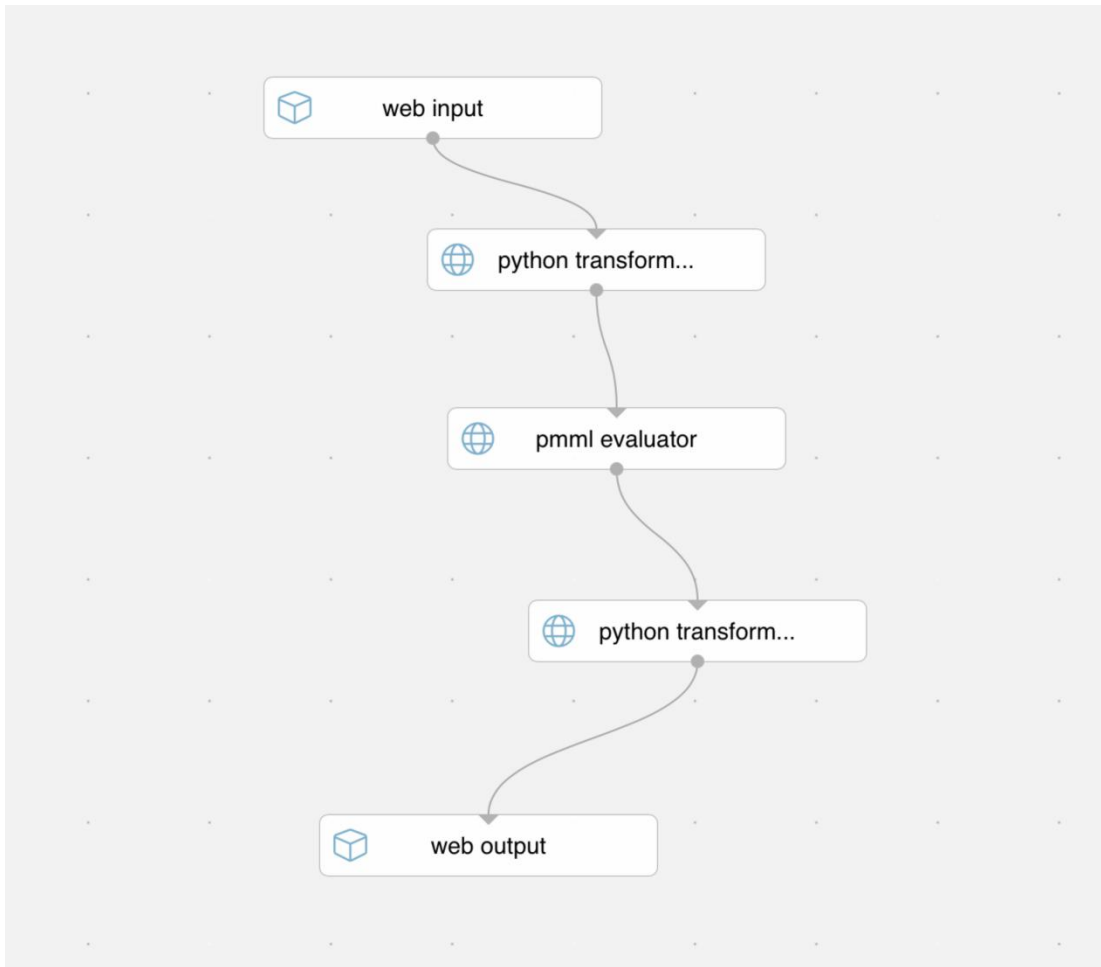 web input
python transform...
pmml evaluator
python transform...
web output